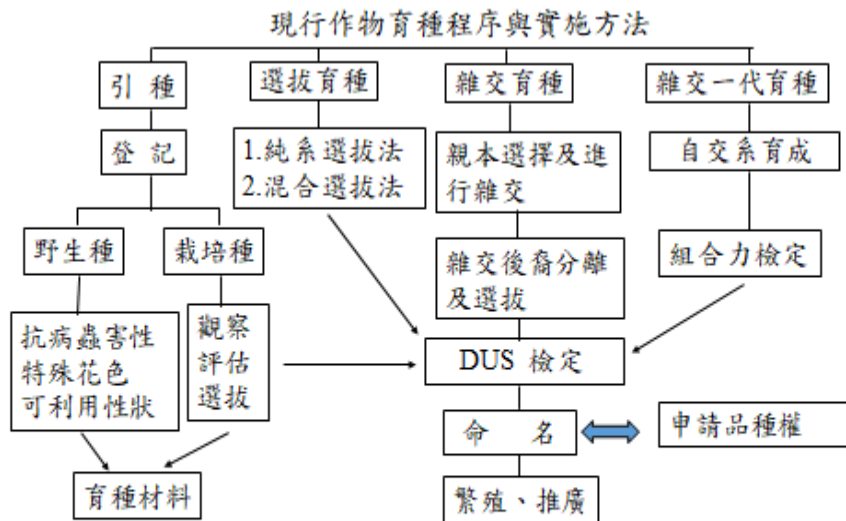 現行作物育種程序與實施方法
引 種
選拔育種
雜交育種
雜交一代育種
登 記
1.純系選拔法
2.混合選拔法
親本選擇及進
行雜交
自交系育成
野生種
栽培種
雜交後裔分離
及選拔
組合力檢定
抗病蟲害性
特殊花色
可利用性狀
觀察
評估
選拔
DUS 檢定
命 名
申請品種權
育種材料
繁殖、推廣